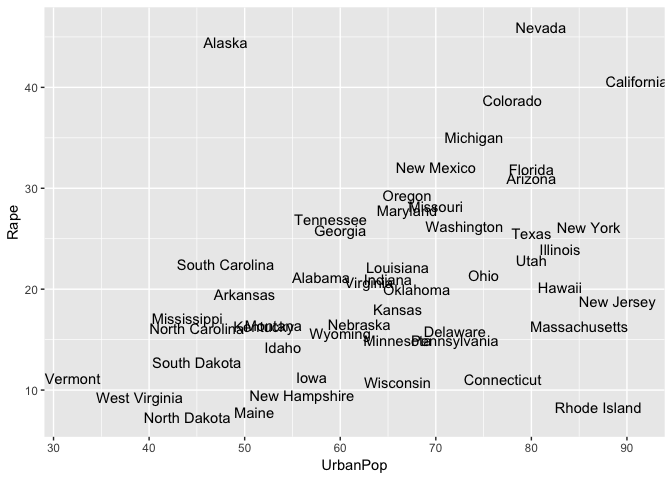 Nevada
Alaska
California
40
Colorado
Michigan
New Mexico
Florida
Arizona
30
Oregon
Missouri
Maryland
Tennessee
Georgia
Washington
New York
Texas
Illinois
Utah
South Carolina
Louisiana
Alabama
Indiana
Virginia
Ohio
Oklahoma
Hawaii
20
Arkansas
New Jersey
Kansas
Mississippi
North Carolina
Kentucky
Montana
Nebraska
Massachusetts
Wyoming
Delaware
Minnesota
Pennsylvania
Idaho
South Dakota
Vermont
Iowa
Wisconsin
Connecticut
10
West Virginia
New Hampshire
Rhode Island
North Dakota
Maine
Rape
30 40 50 60 70 80 90
UrbanPop